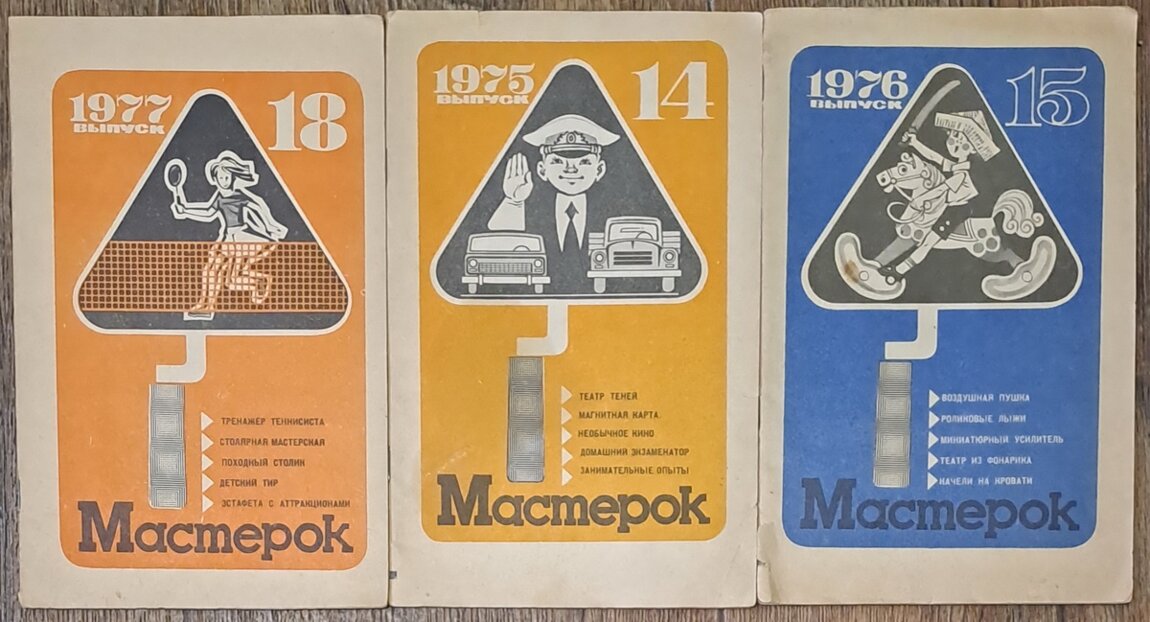 1977
ВЫПУСК
18
ТРЕНАЖЁР ТЕННИСИСТА
СТОЛЯРНАЯ МАСТЕРСКАЯ
ПОХОДНЫЙ СТОЛИК
ДЕТСКИЙ ТИР
ЭСТАФЕТА С АТТРАКЦИОНАМИ
Мастерок
1975
ВЫПУСК
14
ТЕАТР ТЕНЕЙ
МАГНИТНАЯ КАРТА.
НЕОБЫЧНОЕ КИНО
ДОМАШНИЙ ЭКЗАМЕНАТОР
ЗАНИМАТЕЛЬНЫЕ ОПЫТЫ
Мастерок
1976
ВЫПУСК
15
ВОЗДУШНАЯ ПУШКА
РОЛИКОВЫЕ ЛЫЖИ
МИНИАТЮРНЫЙ УСИЛИТЕЛЬ
ТЕАТР ИЗ ФОНАРИКА
КАЧЕЛИ НА КРОВАТИ
Мастерок